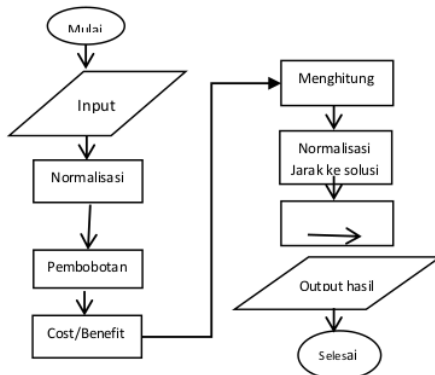 Mulai
Input
Normalisasi
Pembobotan
Cost/Benefit
Menghitung
Normalisasi
Jarak ke solusi
Output hasil
Selesai